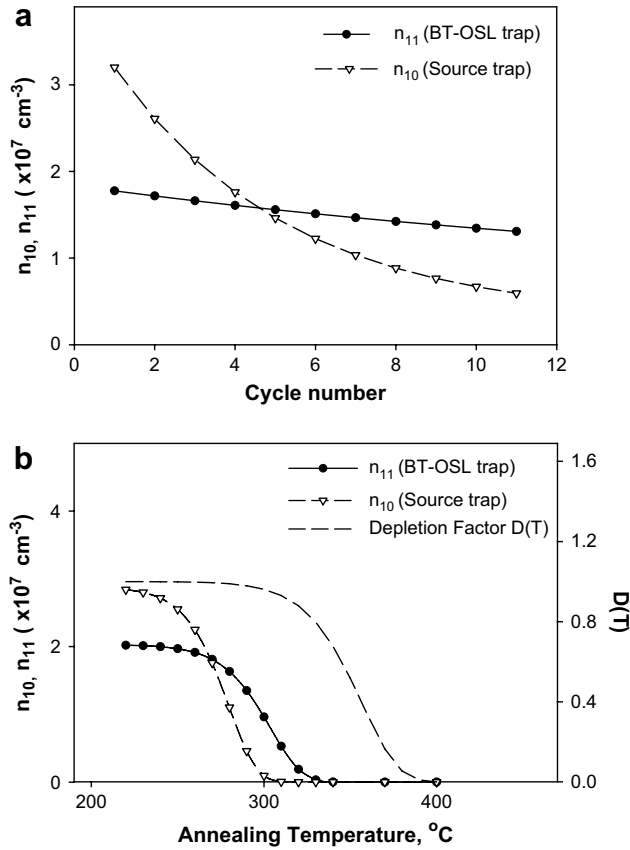 a
n11 (BT-OSL trap)
n10 (Source trap)
n10, n11 ( x10^7 cm^-3)
3
2
1
0
0 2 4 6 8 10 12
Cycle number
b
n11 (BT-OSL trap)
n10 (Source trap)
Depletion Factor D(T)
n10, n11 ( x10^7 cm^-3)
4
2
0
1.6
1.2
0.8
0.4
0.0
D(T)
200 300 400
Annealing Temperature, °C